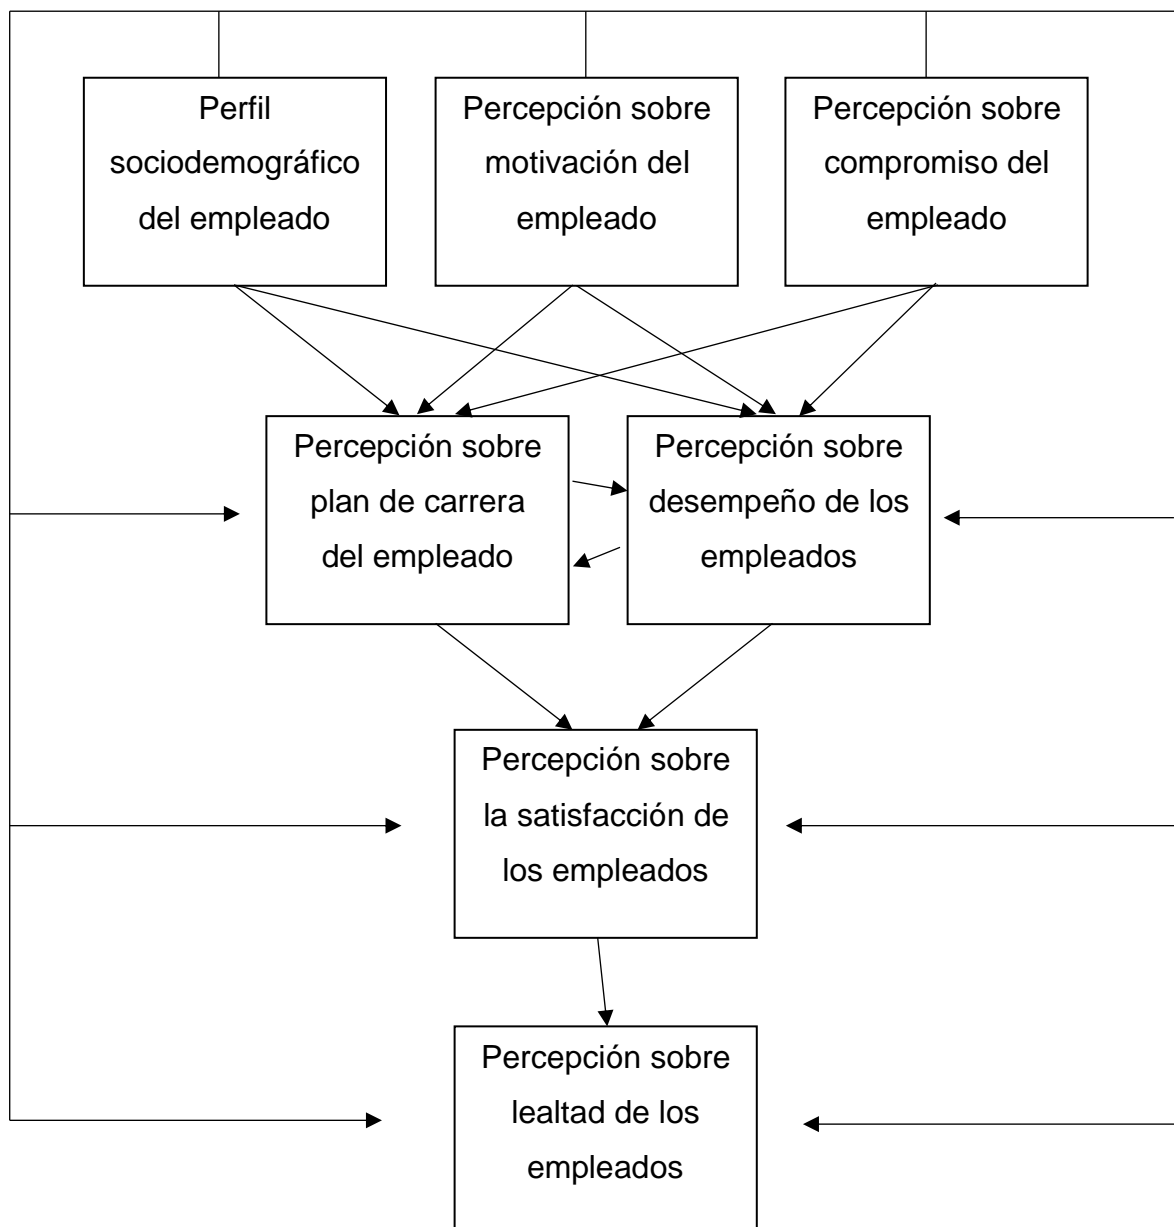 Perfil
sociodemográfico
del empleado
Percepción sobre
motivación del
empleado
Percepción sobre
compromiso del
empleado
Percepción sobre
plan de carrera
del empleado
Percepción sobre
desempeño de los
empleados
Percepción sobre
la satisfacción de
los empleados
Percepción sobre
lealtad de los
empleados